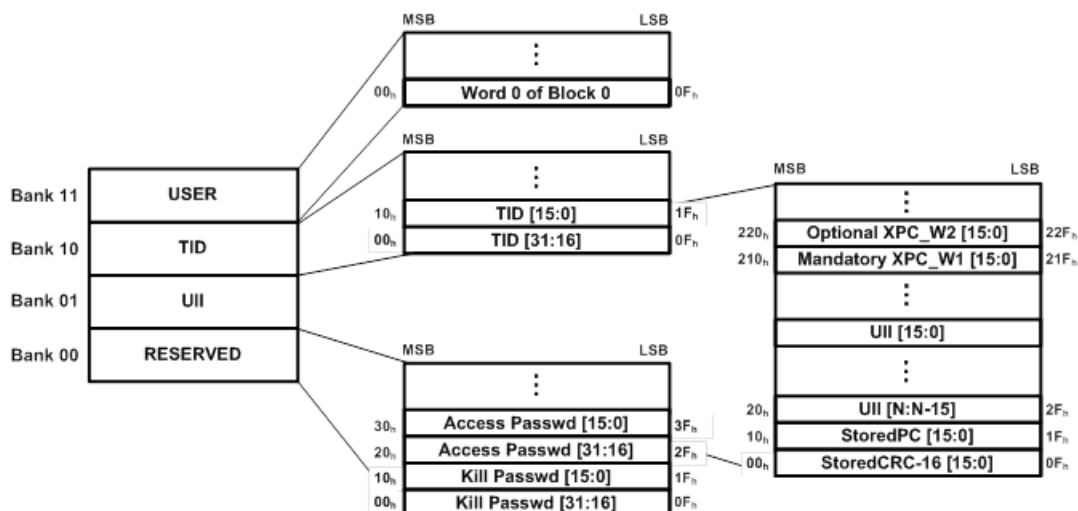 MSB LSB
⋮
00h Word 0 of Block 0 0Fh
MSB LSB
⋮
10h TID [15:0] 1Fh
00h TID [31:16] 0Fh
Bank 11 USER
Bank 10 TID
Bank 01 UII
Bank 00 RESERVED
MSB LSB
⋮
30h Access Passwd [15:0] 3Fh
20h Access Passwd [31:16] 2Fh
10h Kill Passwd [15:0] 1Fh
00h Kill Passwd [31:16] 0Fh
MSB LSB
⋮
220h Optional XPC_W2 [15:0] 22Fh
210h Mandatory XPC_W1 [15:0] 21Fh
⋮
UII [15:0]
⋮
20h UII [N:N-15] 2Fh
10h StoredPC [15:0] 1Fh
00h StoredCRC-16 [15:0] 0Fh